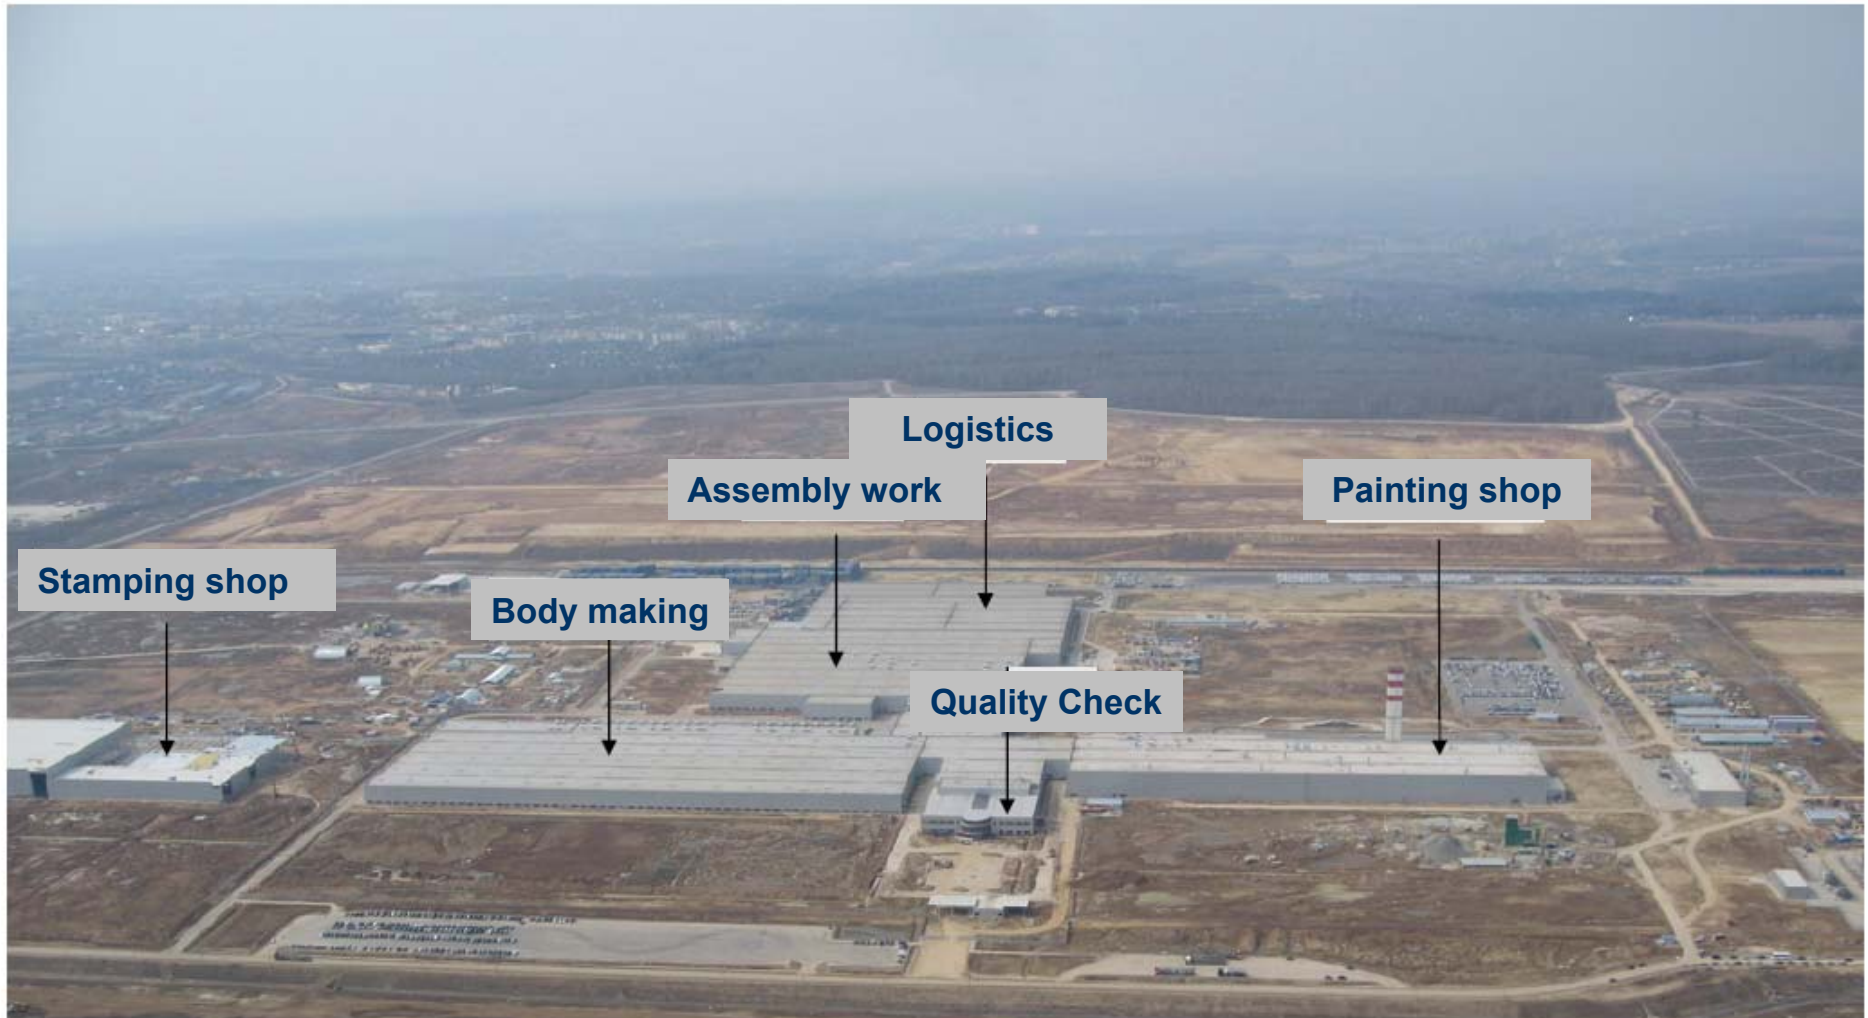 Logistics
Assembly work
Painting shop
Stamping shop
Body making
Quality Check